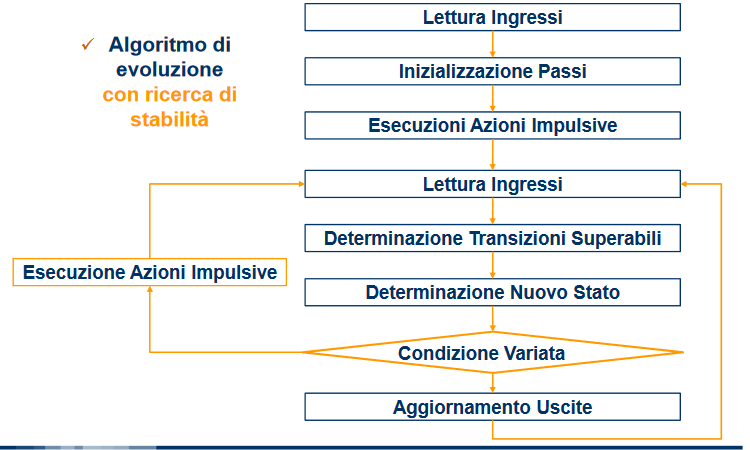 ✓ Algoritmo di
evoluzione
con ricerca di
stabilità
Lettura Ingressi
Inizializzazione Passi
Esecuzioni Azioni Impulsive
Lettura Ingressi
Determinazione Transizioni Superabili
Esecuzione Azioni Impulsive
Determinazione Nuovo Stato
Condizione Variata
Aggiornamento Uscite